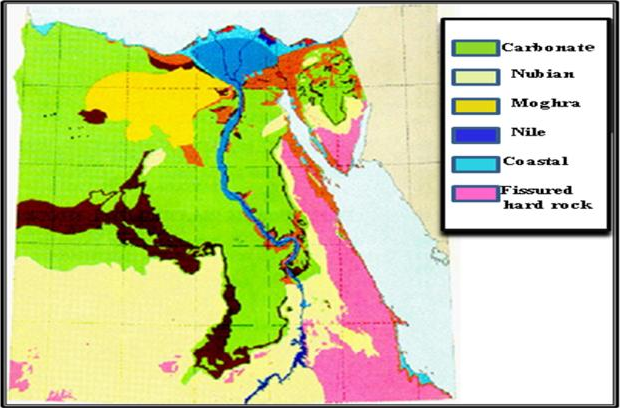 Carbonate
Nubian
Moghra
Nile
Coastal
Fissured
hard rock